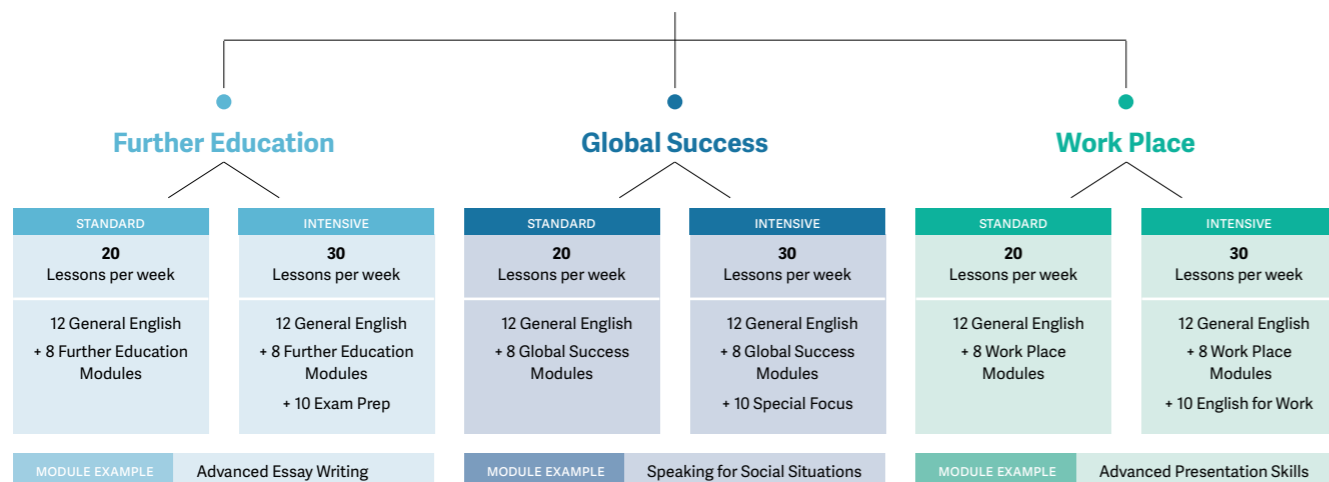 Further Education
STANDARD
20
Lessons per week
12 General English
+ 8 Further Education
Modules
INTENSIVE
30
Lessons per week
12 General English
+ 8 Further Education
Modules
+ 10 Exam Prep
MODULE EXAMPLE
Advanced Essay Writing
Global Success
STANDARD
20
Lessons per week
12 General English
+ 8 Global Success
Modules
INTENSIVE
30
Lessons per week
12 General English
+ 8 Global Success
Modules
+ 10 Special Focus
MODULE EXAMPLE
Speaking for Social Situations
Work Place
STANDARD
20
Lessons per week
12 General English
+ 8 Work Place
Modules
INTENSIVE
30
Lessons per week
12 General English
+ 8 Work Place
Modules
+ 10 English for Work
MODULE EXAMPLE
Advanced Presentation Skills